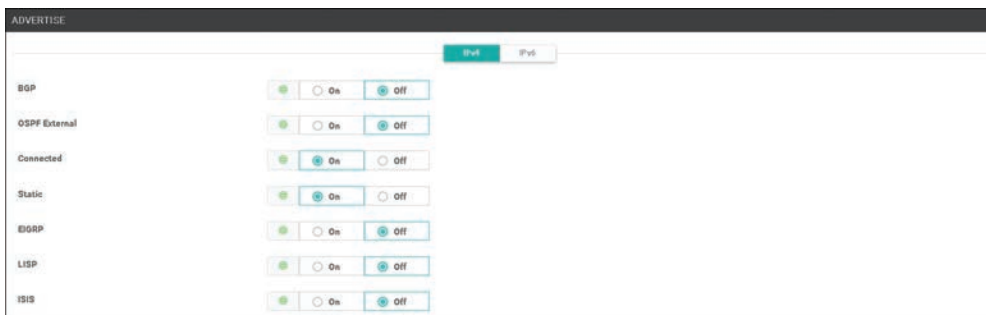 ADVERTISE
IPv4 IPv6
BGP On Off
OSPF External On Off
Connected On Off
Static On Off
EIGRP On Off
LISP On Off
ISIS On Off